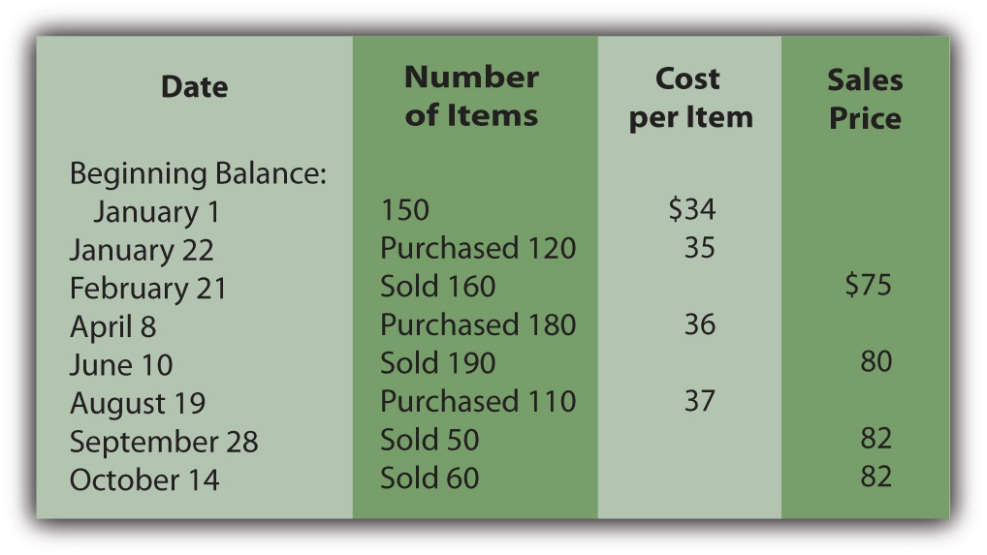 Date Number of Items Cost per Item Sales Price
Beginning Balance:
January 1 150 $34
January 22 Purchased 120 35
February 21 Sold 160 $75
April 8 Purchased 180 36
June 10 Sold 190 80
August 19 Purchased 110 37
September 28 Sold 50 82
October 14 Sold 60 82